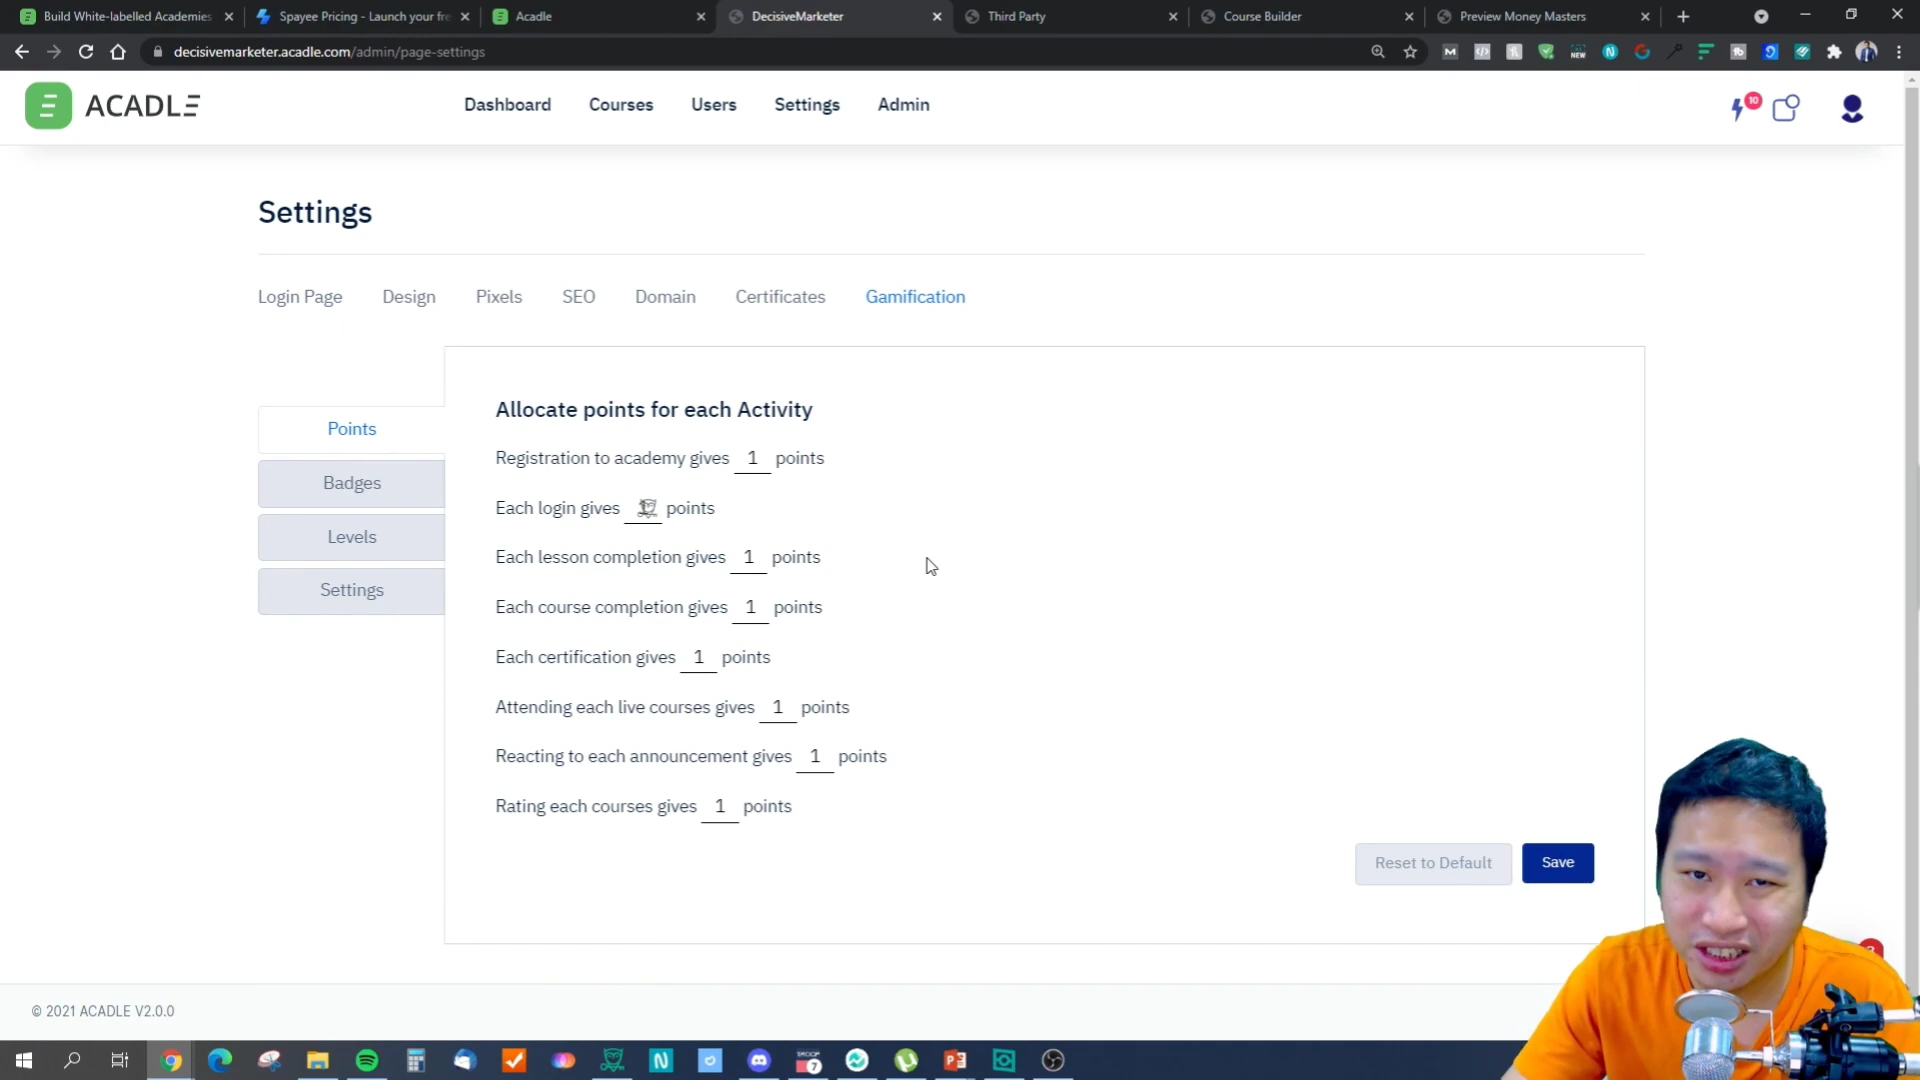 Build White-labelled Academies
Spayee Pricing - Launch your fre
Acadle
DecisiveMarketer
Third Party
Course Builder
Preview Money Masters
decisivemarketer.acadle.com/admin/page-settings
NEW
ACADLE
Dashboard
Courses
Users
Settings
Admin
10
Settings
Login Page
Design
Pixels
SEO
Domain
Certificates
Gamification
Points
Badges
Levels
Settings
Allocate points for each Activity
Registration to academy gives 1 points
Each login gives 1 points
Each lesson completion gives 1 points
Each course completion gives 1 points
Each certification gives 1 points
Attending each live courses gives 1 points
Reacting to each announcement gives 1 points
Rating each courses gives 1 points
Reset to Default
Save
© 2021 ACADLE V2.0.0
7